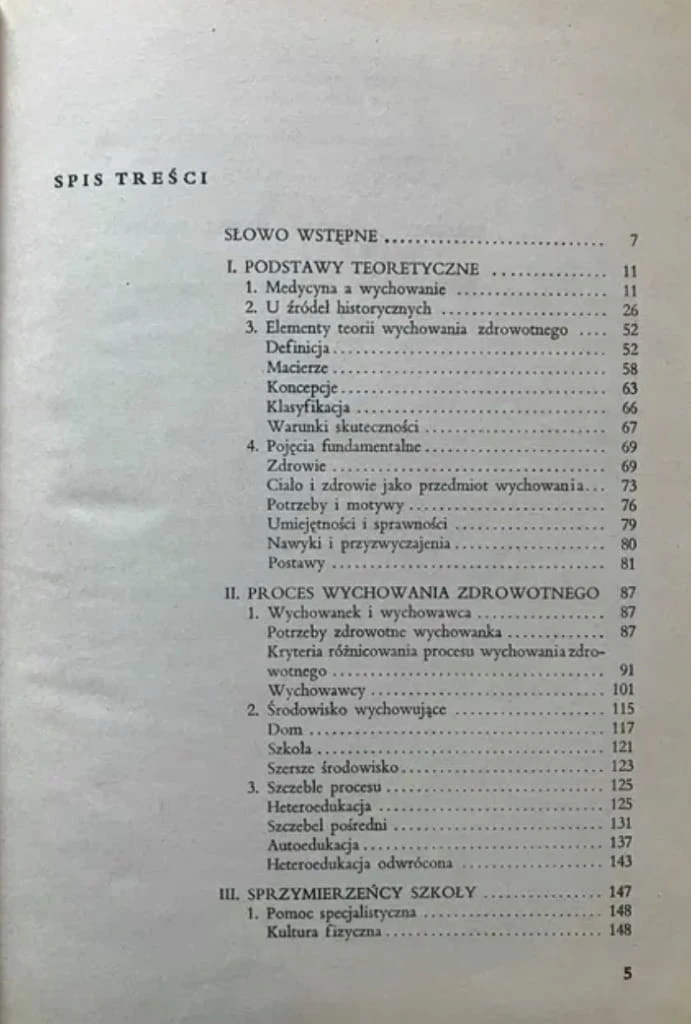 SPIS TREŚCI
SŁOWO WSTĘPNE ............................ 7
I. PODSTAWY TEORETYCZNE ............... 11
1. Medycyna a wychowanie .................... 11
2. U źródeł historycznych ...................... 26
3. Elementy teorii wychowania zdrowotnego .... 52
Definicja.................................... 52
Macierze.................................... 58
Koncepcje................................... 63
Klasyfikacja................................. 66
Warunki skuteczności........................ 67
4. Pojęcia fundamentalne........................ 69
Zdrowie.................................... 69
Ciało i zdrowie jako przedmiot wychowania... 73
Potrzeby i motywy.......................... 76
Umiejętności i sprawności.................... 79
Nawyki i przyzwyczajenia.................... 80
Postawy.................................... 81
II. PROCES WYCHOWANIA ZDROWOTNEGO 87
1. Wychowanek i wychowawca................. 87
Potrzeby zdrowotne wychowanka............. 87
Kryteria różnicowania procesu wychowania zdro-
wotnego.................................... 91
Wychowawcy............................... 101
2. Środowisko wychowujące.................... 115
Dom....................................... 117
Szkoła...................................... 121
Szersze środowisko........................... 123
3. Szczeble procesu............................. 125
Heteroedukacja.............................. 125
Szczebel pośredni............................ 131
Autoedukacja................................ 137
Heteroedukacja odwrócona................... 143
III. SPRZYMIERZEŃCY SZKOŁY................ 147
1. Pomoc specjalistyczna........................ 148
Kultura fizyczna............................. 148
5